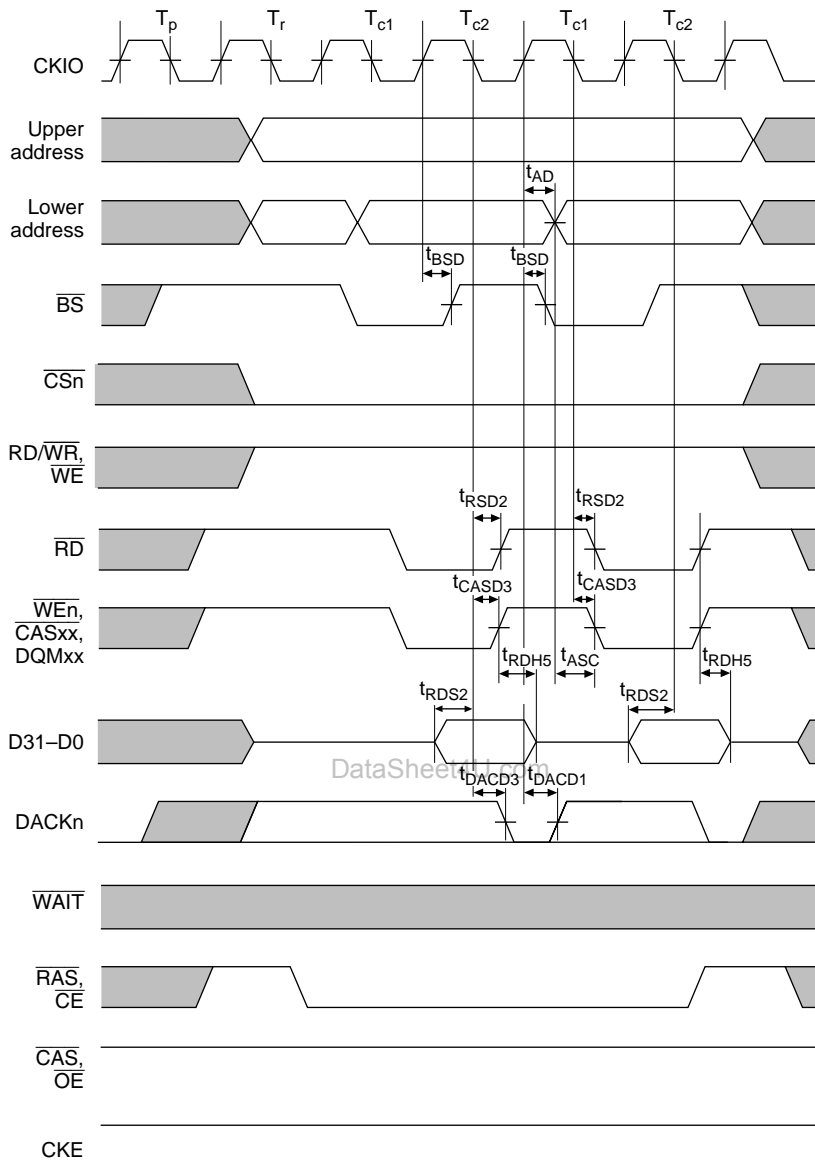 Tp Tr Tc1 Tc2 Tc1 Tc2
CKIO
Upper
address
tAD
Lower
address
tBSD tBSD
BS
CSn
RD/WR,
WE
tRSD2 tRSD2
RD
tCASD3 tCASD3
WEn,
CASxx,
DQMxx
tRDH5 tASC tRDH5
tRDS2 tRDS2
D31–D0
DataSheet4U.com
tDACD3 tDACD1
DACKn
WAIT
RAS,
CE
CAS,
OE
CKE